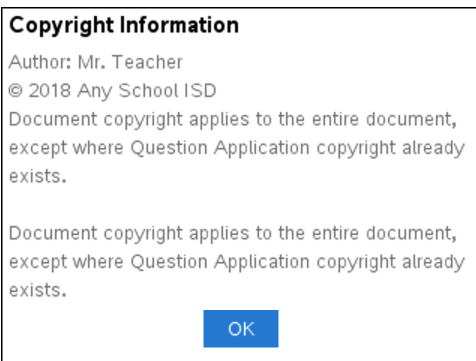 Copyright Information
Author: Mr. Teacher
© 2018 Any School ISD
Document copyright applies to the entire document,
except where Question Application copyright already
exists.
Document copyright applies to the entire document,
except where Question Application copyright already
exists.
OK